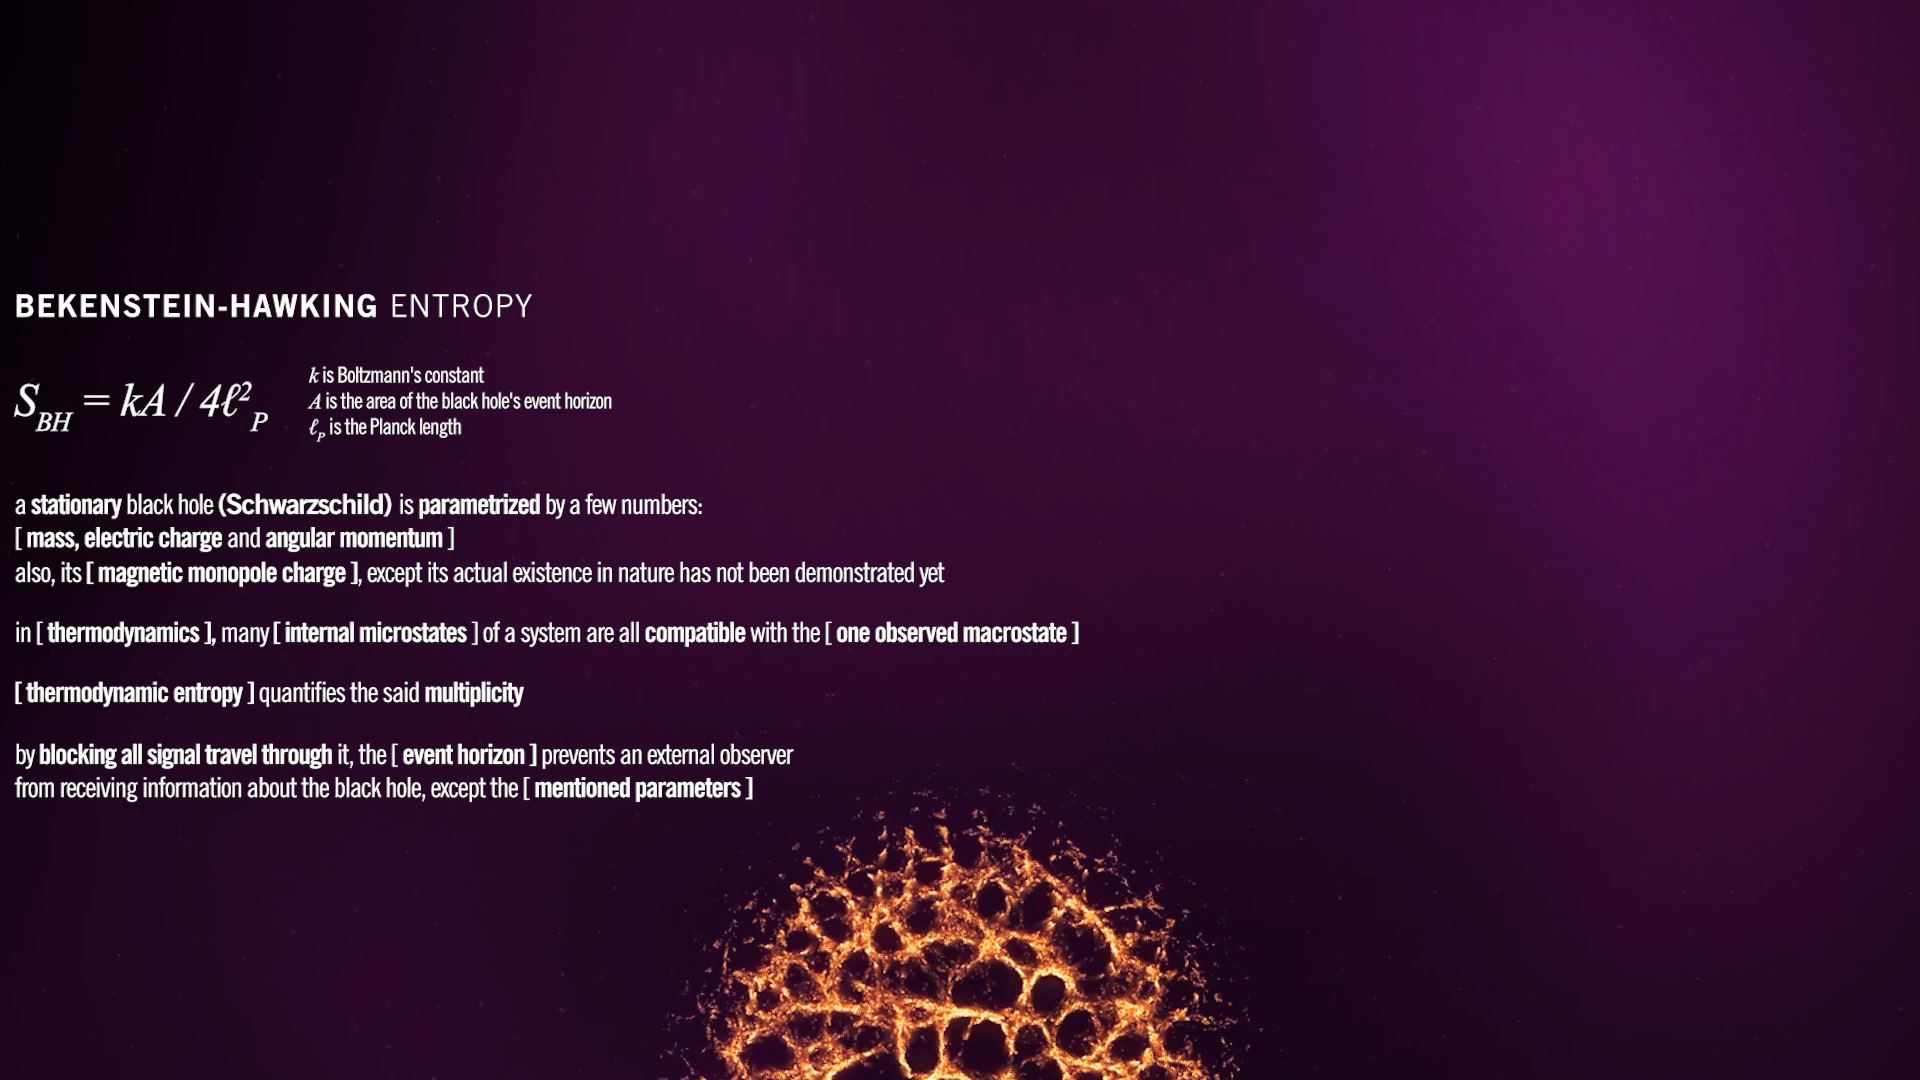 BEKENSTEIN-HAWKING ENTROPY
S_BH = kA / 4ℓ²_P
k is Boltzmann's constant
A is the area of the black hole's event horizon
ℓ_P is the Planck length
a stationary black hole (Schwarzschild) is parametrized by a few numbers:
[ mass, electric charge and angular momentum ]
also, its [ magnetic monopole charge ], except its actual existence in nature has not been demonstrated yet
in [ thermodynamics ], many [ internal microstates ] of a system are all compatible with the [ one observed macrostate ]
[ thermodynamic entropy ] quantifies the said multiplicity
by blocking all signal travel through it, the [ event horizon ] prevents an external observer
from receiving information about the black hole, except the [ mentioned parameters ]